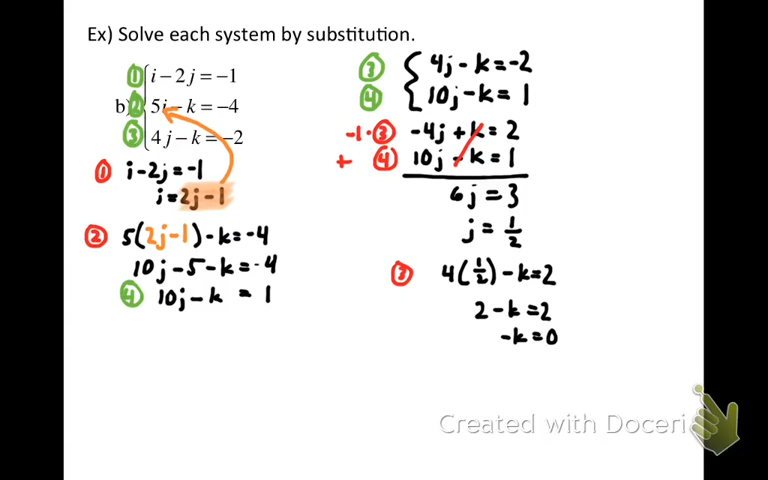 Ex) Solve each system by substitution.
① i − 2j = −1
b) ② 5i − k = −4
③ 4j − k = −2
① i − 2j = −1
i = 2j − 1
② 5(2j − 1) − k = −4
10j − 5 − k = −4
④ 10j − k = 1
③ 4j − k = −2
④ 10j − k = 1
−1 · ③ −4j + k = 2
+ ④ 10j − k = 1
6j = 3
j = 1/2
③ 4(1/2) − k = 2
2 − k = 2
−k = 0
Created with Doceri